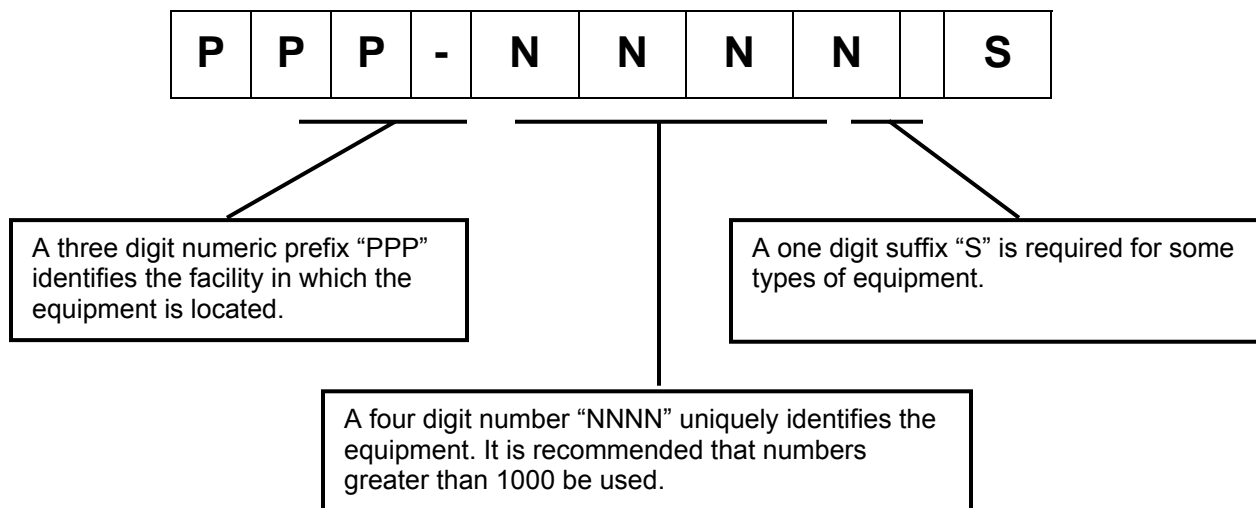 P P P - N N N N S
A three digit numeric prefix “PPP”
identifies the facility in which the
equipment is located.
A one digit suffix “S” is required for some
types of equipment.
A four digit number “NNNN” uniquely identifies the
equipment. It is recommended that numbers
greater than 1000 be used.